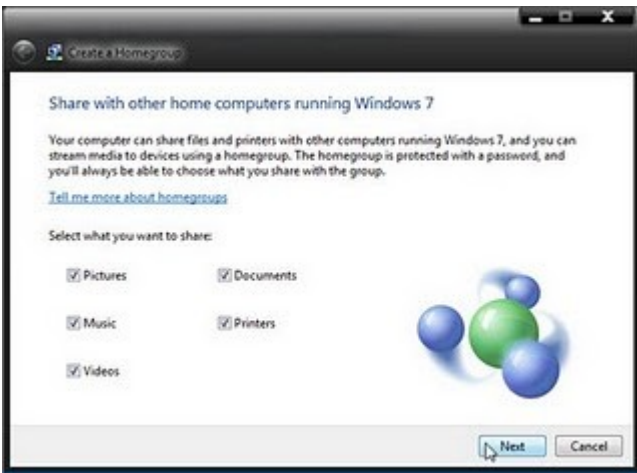 Create a Homegroup
Share with other home computers running Windows 7
Your computer can share files and printers with other computers running Windows 7, and you can
stream media to devices using a homegroup. The homegroup is protected with a password, and
you'll always be able to choose what you share with the group.
Tell me more about homegroups
Select what you want to share:
Pictures Documents
Music Printers
Videos
Next Cancel